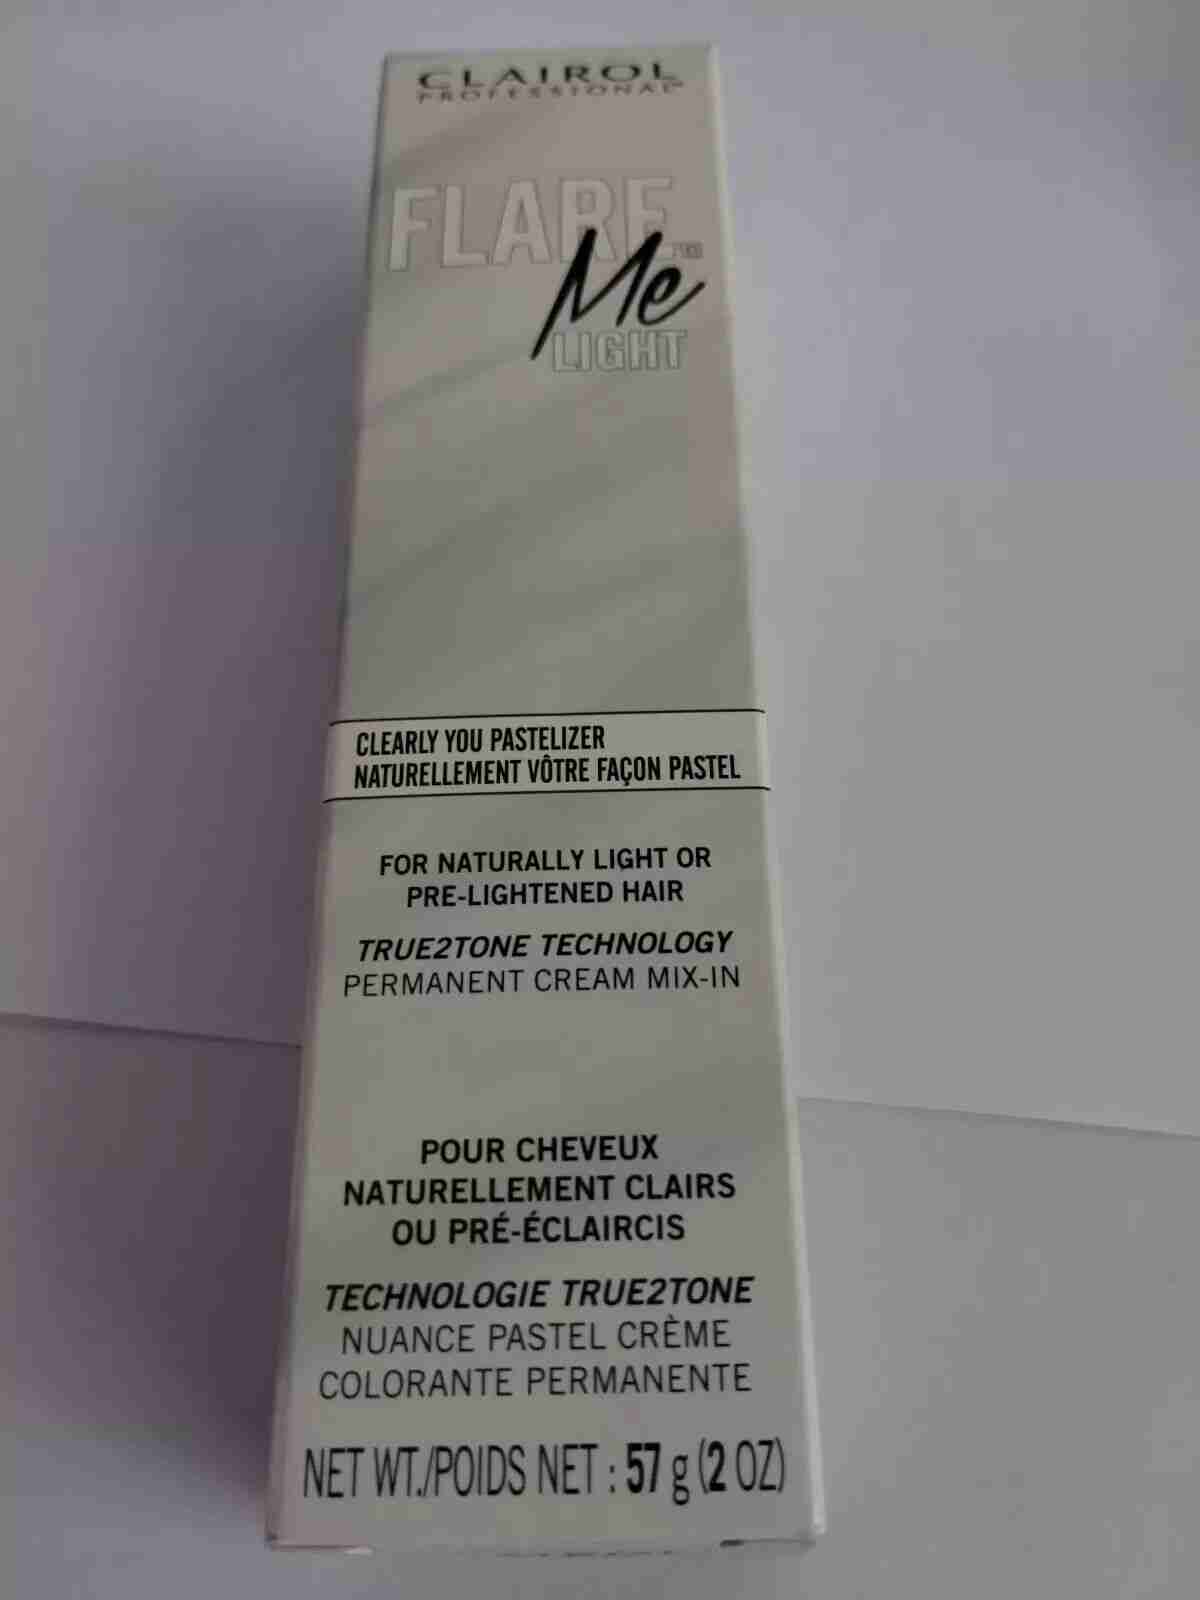 CLAIROL
PROFESSIONAL
FLARE
Me
LIGHT
CLEARLY YOU PASTELIZER
NATURELLEMENT VÔTRE FAÇON PASTEL
FOR NATURALLY LIGHT OR
PRE-LIGHTENED HAIR
TRUE2TONE TECHNOLOGY
PERMANENT CREAM MIX-IN
POUR CHEVEUX
NATURELLEMENT CLAIRS
OU PRÉ-ÉCLAIRCIS
TECHNOLOGIE TRUE2TONE
NUANCE PASTEL CRÈME
COLORANTE PERMANENTE
NET WT./POIDS NET : 57 g (2 OZ)